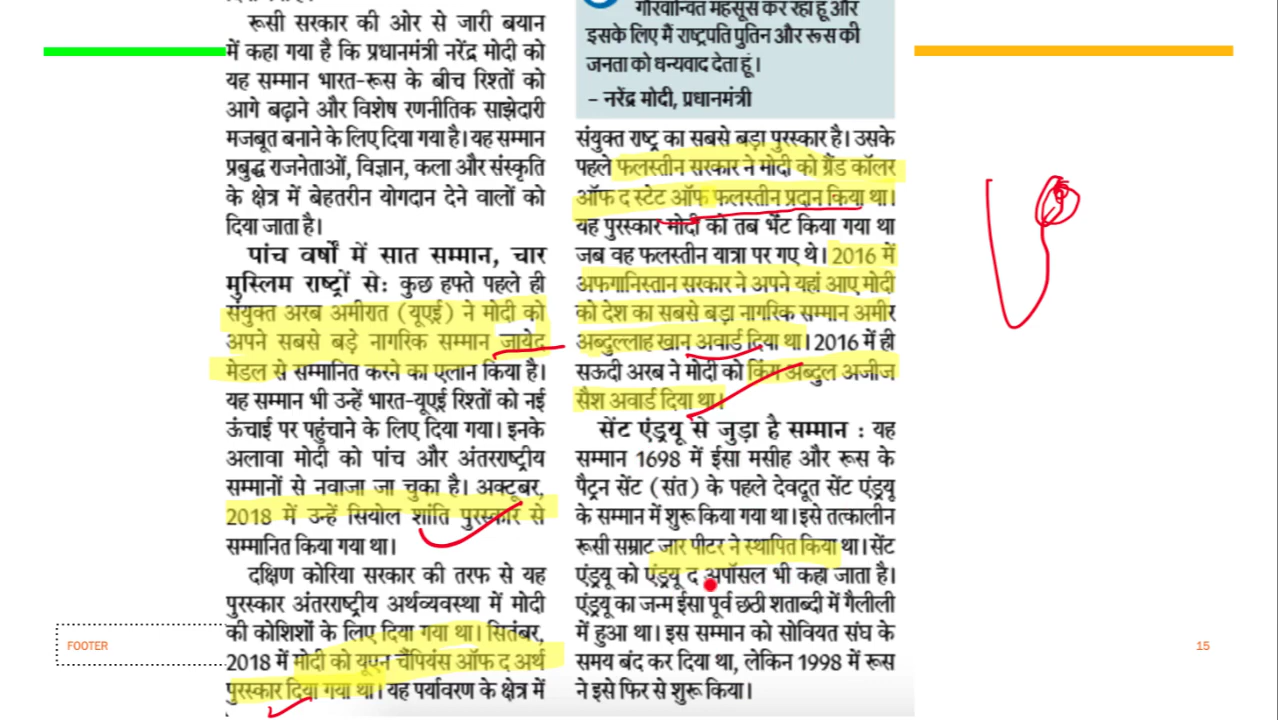 रूसी सरकार की ओर से जारी बयान
में कहा गया है कि प्रधानमंत्री नरेंद्र मोदी को
यह सम्मान भारत-रूस के बीच रिश्तों को
आगे बढ़ाने और विशेष रणनीतिक साझेदारी
मजबूत बनाने के लिए दिया गया है। यह सम्मान
प्रबुद्ध राजनेताओं, विज्ञान, कला और संस्कृति
के क्षेत्र में बेहतरीन योगदान देने वालों को
दिया जाता है।
पांच वर्षों में सात सम्मान, चार
मुस्लिम राष्ट्रों से: कुछ हफ्ते पहले ही
संयुक्त अरब अमीरात (यूएई) ने मोदी को
अपने सबसे बड़े नागरिक सम्मान जायेद
मेडल से सम्मानित करने का एलान किया है।
यह सम्मान भी उन्हें भारत-यूएई रिश्तों को नई
ऊंचाई पर पहुंचाने के लिए दिया गया। इनके
अलावा मोदी को पांच और अंतरराष्ट्रीय
सम्मानों से नवाजा जा चुका है। अक्टूबर,
2018 में उन्हें सियोल शांति पुरस्कार से
सम्मानित किया गया था।
दक्षिण कोरिया सरकार की तरफ से यह
पुरस्कार अंतरराष्ट्रीय अर्थव्यवस्था में मोदी
की कोशिशों के लिए दिया गया था। सितंबर,
2018 में मोदी को यूएन चैंपियंस ऑफ द अर्थ
पुरस्कार दिया गया था। यह पर्यावरण के क्षेत्र में
गौरवान्वित महसूस कर रहा हूं और
इसके लिए मैं राष्ट्रपति पुतिन और रूस की
जनता को धन्यवाद देता हूं।
– नरेंद्र मोदी, प्रधानमंत्री
संयुक्त राष्ट्र का सबसे बड़ा पुरस्कार है। उसके
पहले फलस्तीन सरकार ने मोदी को ग्रैंड कॉलर
ऑफ द स्टेट ऑफ फलस्तीन प्रदान किया था।
यह पुरस्कार मोदी को तब भेंट किया गया था
जब वह फलस्तीन यात्रा पर गए थे। 2016 में
अफगानिस्तान सरकार ने अपने यहां आए मोदी
को देश का सबसे बड़ा नागरिक सम्मान अमीर
अब्दुल्लाह खान अवार्ड दिया था। 2016 में ही
सऊदी अरब ने मोदी को किंग अब्दुल अजीज
सैश अवार्ड दिया था।
सेंट एंड्रयू से जुड़ा है सम्मान : यह
सम्मान 1698 में ईसा मसीह और रूस के
पैट्रन सेंट (संत) के पहले देवदूत सेंट एंड्रयू
के सम्मान में शुरू किया गया था। इसे तत्कालीन
रूसी सम्राट जार पीटर ने स्थापित किया था। सेंट
एंड्रयू को एंड्रयू द अपॉसल भी कहा जाता है।
एंड्रयू का जन्म ईसा पूर्व छठी शताब्दी में गैलीली
में हुआ था। इस सम्मान को सोवियत संघ के
समय बंद कर दिया था, लेकिन 1998 में रूस
ने इसे फिर से शुरू किया।
FOOTER
15